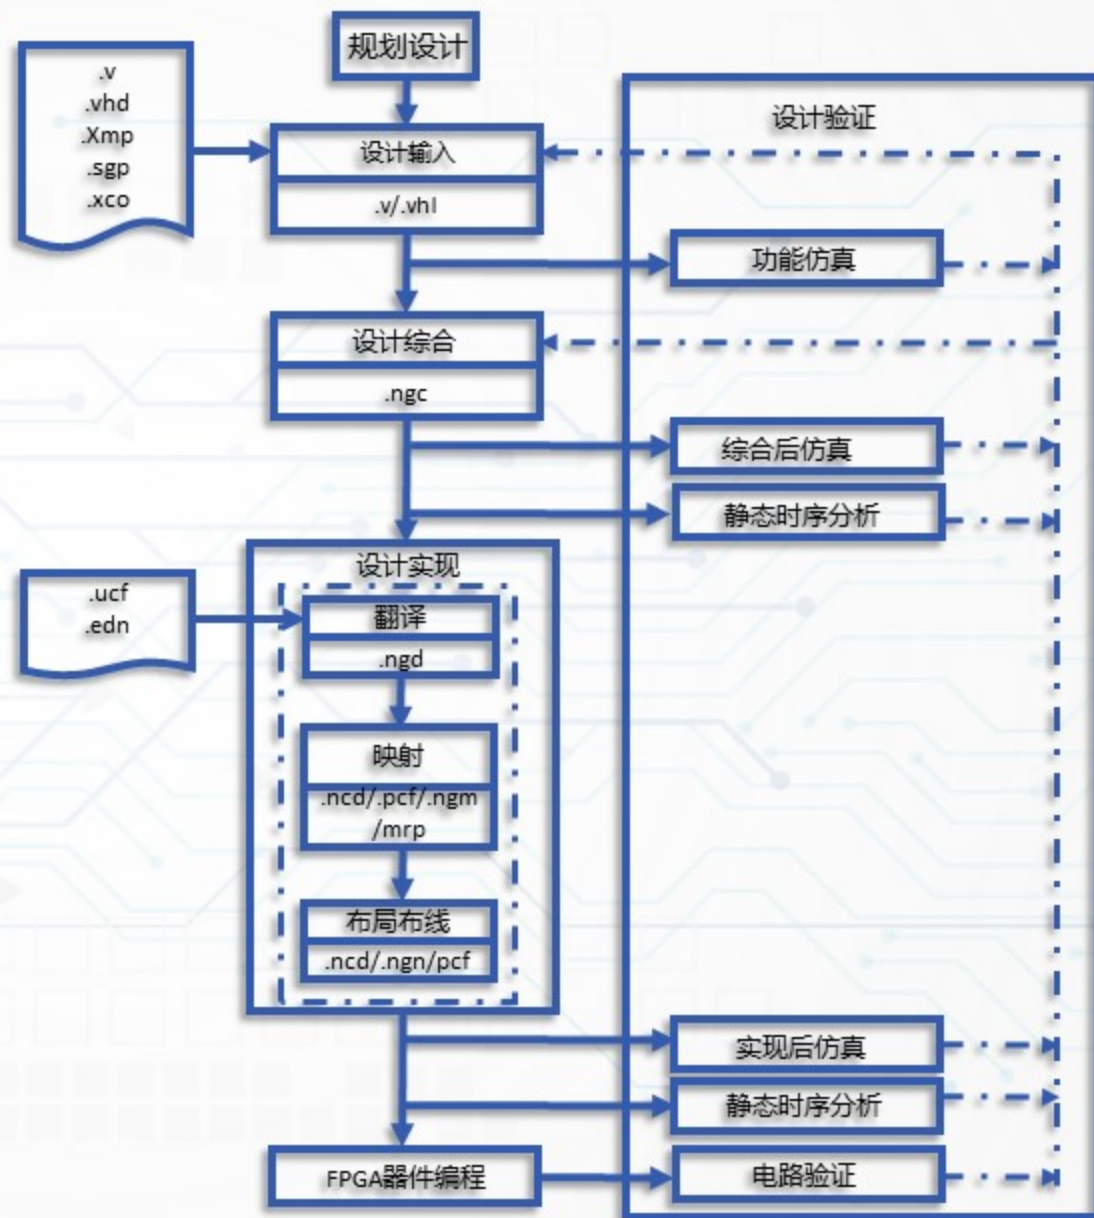 规划设计
.v
.vhd
.Xmp
.sgp
.xco
设计输入
.v/.vhl
设计验证
功能仿真
设计综合
.ngc
综合后仿真
静态时序分析
设计实现
.ucf
.edn
翻译
.ngd
映射
.ncd/.pcf/.ngm
/mrp
布局布线
.ncd/.ngn/pcf
实现后仿真
静态时序分析
FPGA器件编程
电路验证